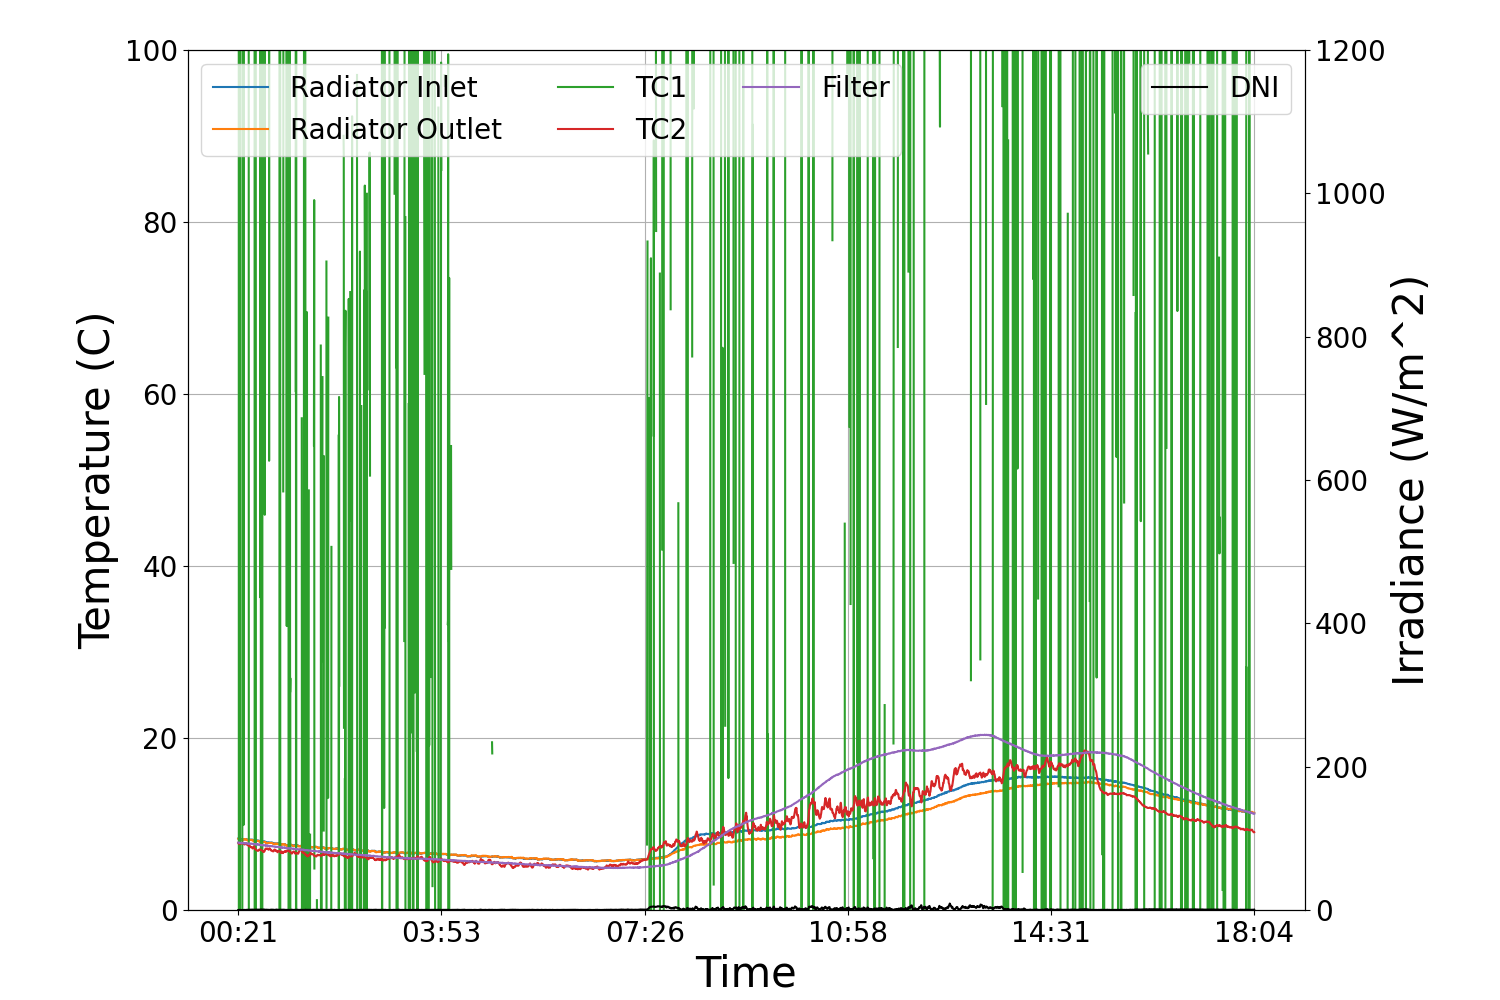 Radiator Inlet
Radiator Outlet
TC1
TC2
Filter
DNI
Temperature (C)
100
80
60
40
20
0
Irradiance (W/m^2)
1200
1000
800
600
400
200
0
00:21 03:53 07:26 10:58 14:31 18:04
Time